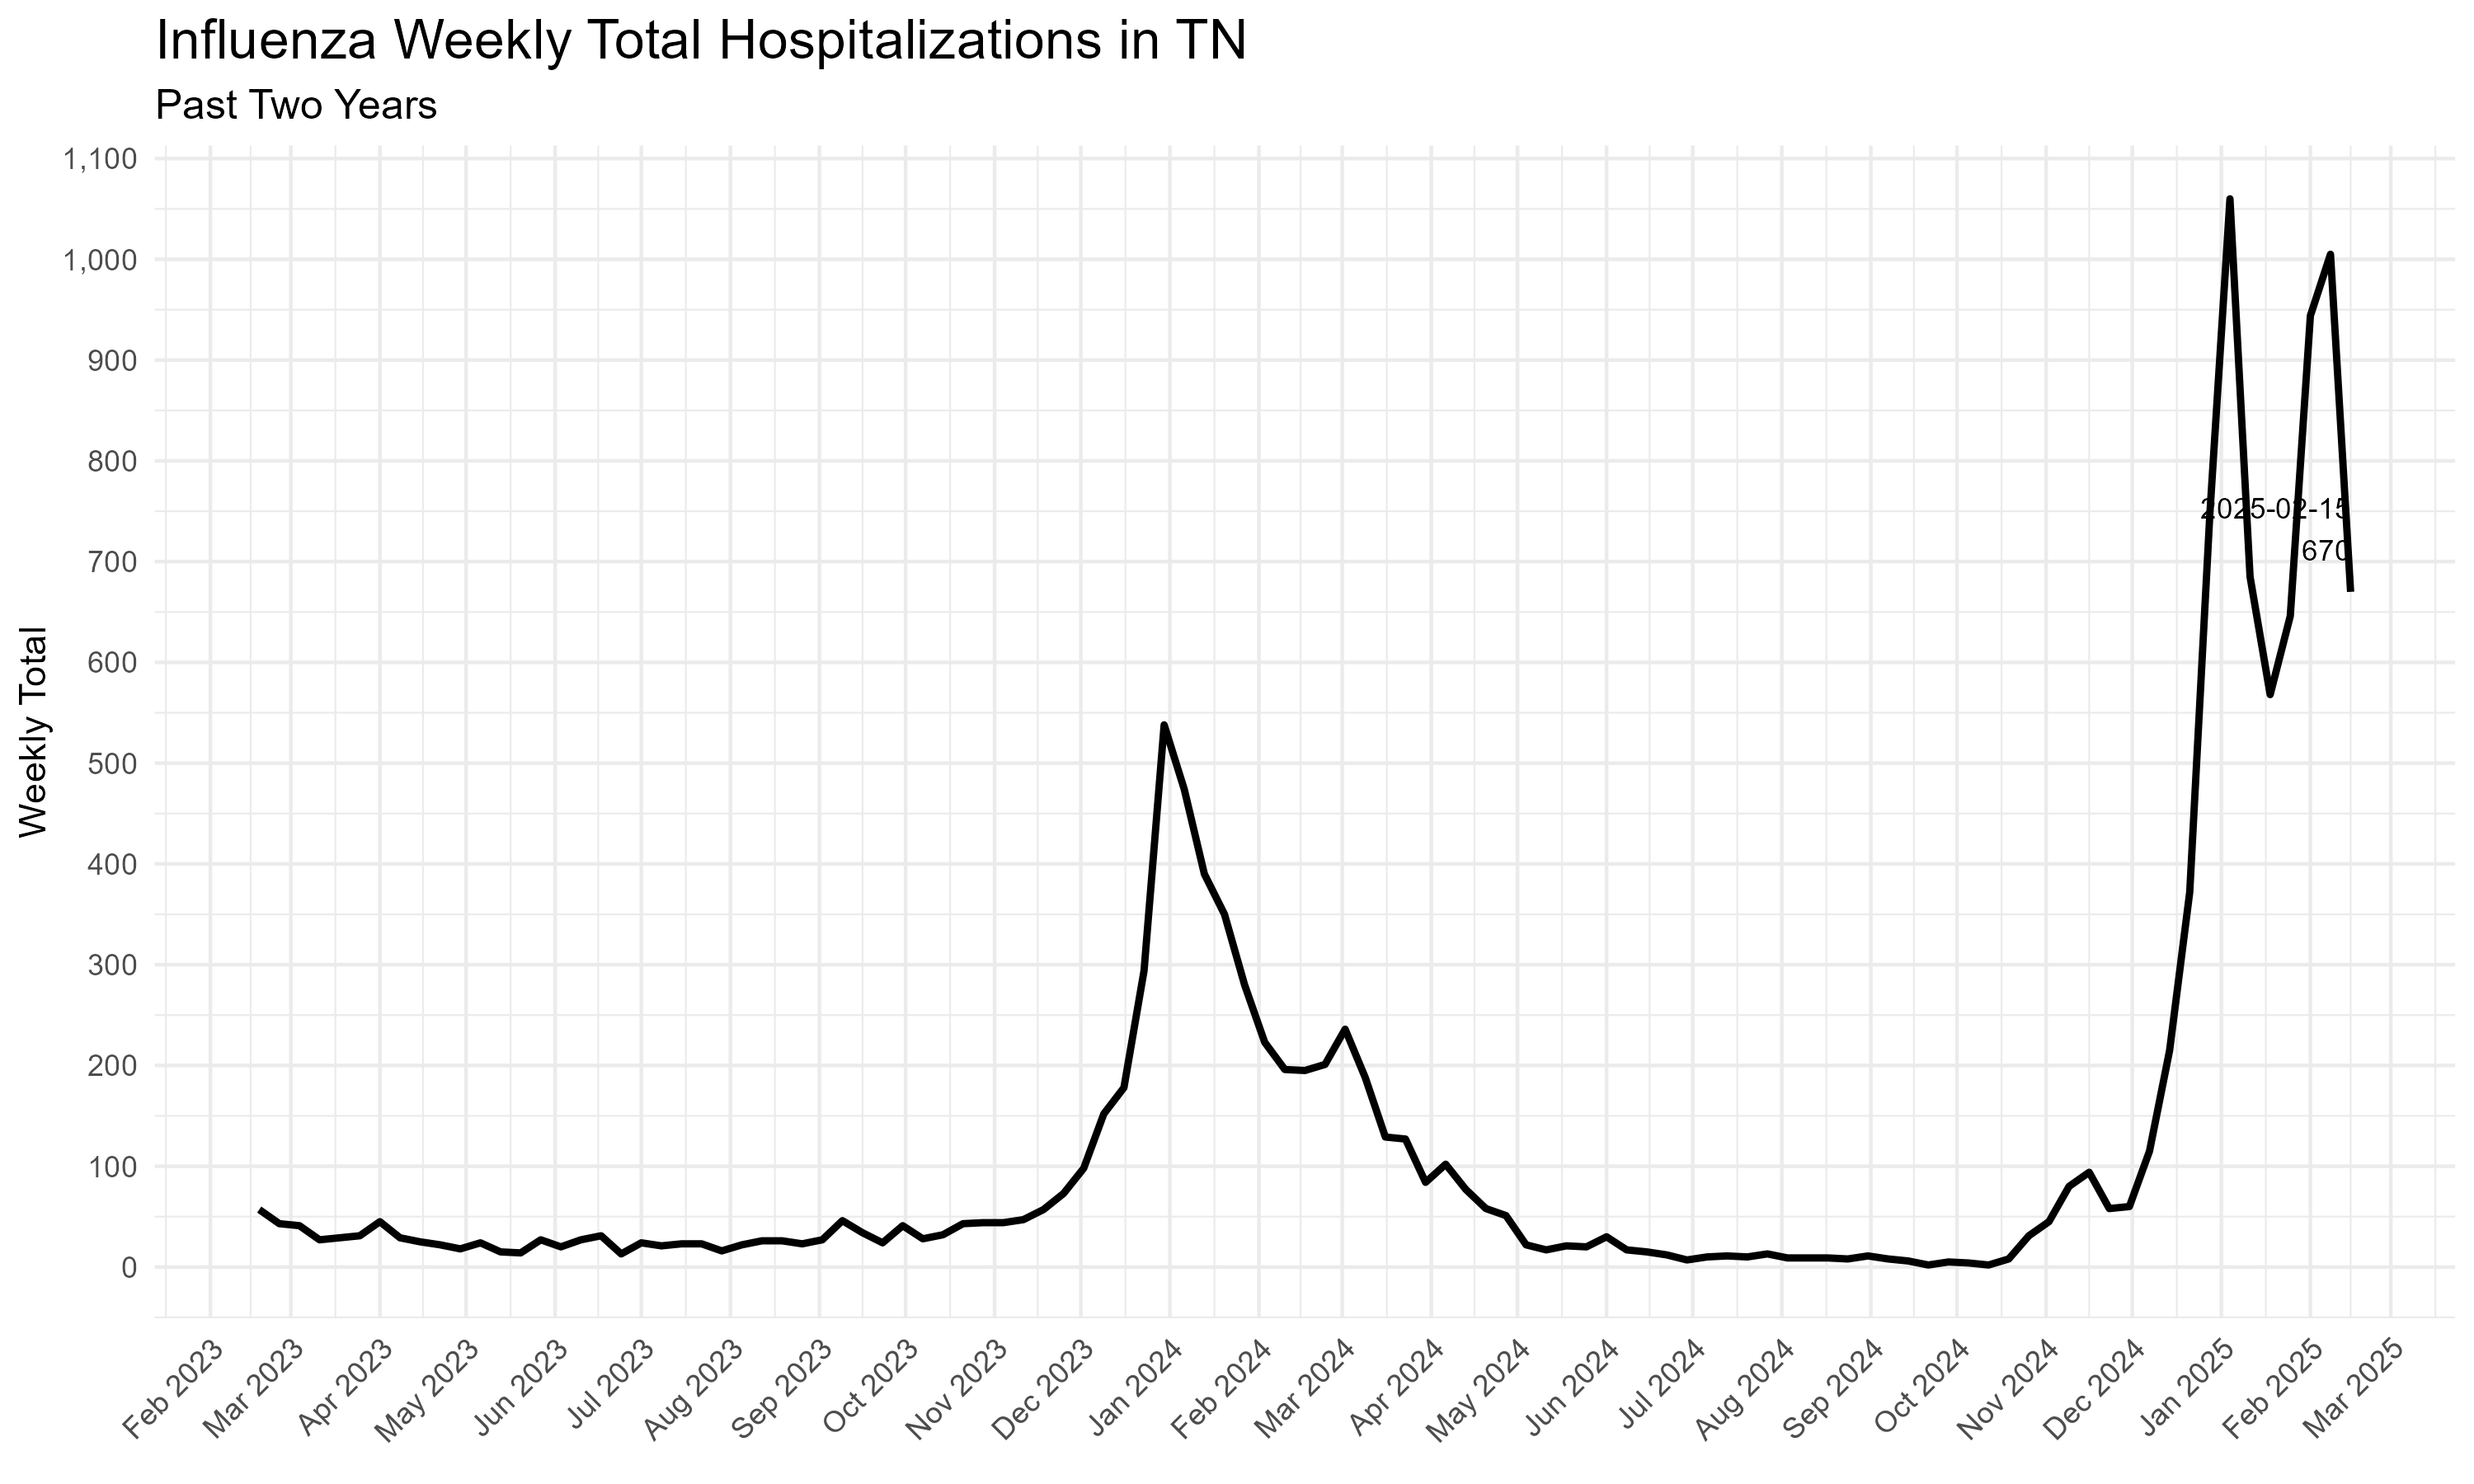 Influenza Weekly Total Hospitalizations in TN
Past Two Years
Weekly Total
1,100
1,000
900
800
700
600
500
400
300
200
100
0
2025-02-15
670
Feb 2023
Mar 2023
Apr 2023
May 2023
Jun 2023
Jul 2023
Aug 2023
Sep 2023
Oct 2023
Nov 2023
Dec 2023
Jan 2024
Feb 2024
Mar 2024
Apr 2024
May 2024
Jun 2024
Jul 2024
Aug 2024
Sep 2024
Oct 2024
Nov 2024
Dec 2024
Jan 2025
Feb 2025
Mar 2025